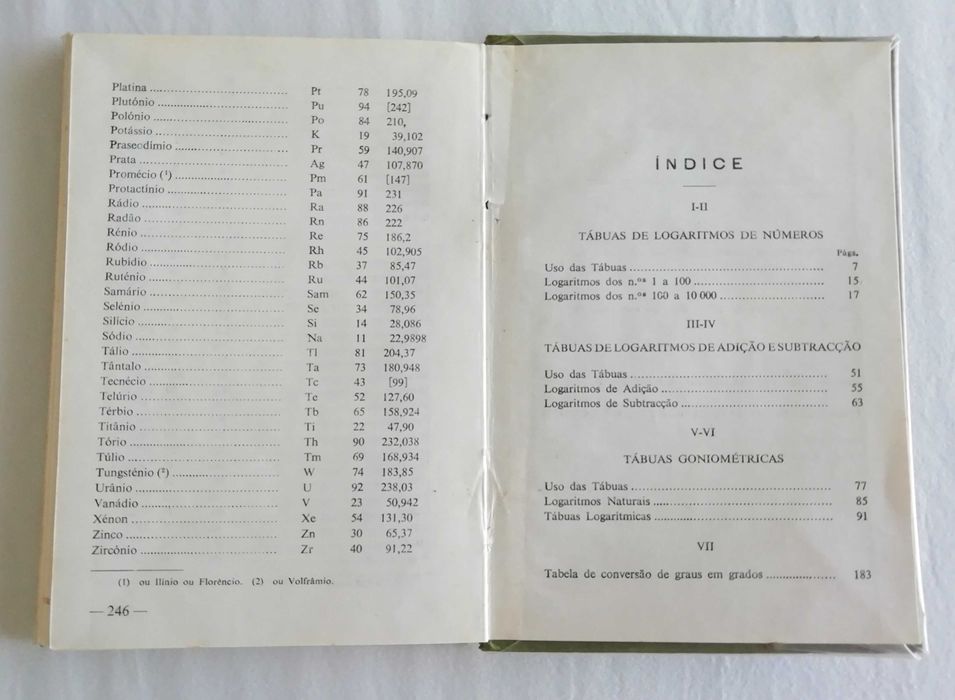 Platina ........ Pt 78 195,09
Plutónio ........ Pu 94 [242]
Polónio ........ Po 84 210,
Potássio ........ K 19 39,102
Praseodímio ........ Pr 59 140,907
Prata ........ Ag 47 107,870
Promécio (¹) ........ Pm 61 [147]
Protactínio ........ Pa 91 231
Rádio ........ Ra 88 226
Radão ........ Rn 86 222
Rénio ........ Re 75 186,2
Ródio ........ Rh 45 102,905
Rubídio ........ Rb 37 85,47
Ruténio ........ Ru 44 101,07
Samário ........ Sam 62 150,35
Selénio ........ Se 34 78,96
Silício ........ Si 14 28,086
Sódio ........ Na 11 22,9898
Tálio ........ Tl 81 204,37
Tântalo ........ Ta 73 180,948
Tecnécio ........ Tc 43 [99]
Telúrio ........ Te 52 127,60
Térbio ........ Tb 65 158,924
Titânio ........ Ti 22 47,90
Tório ........ Th 90 232,038
Túlio ........ Tm 69 168,934
Tungsténio (²) ........ W 74 183,85
Urânio ........ U 92 238,03
Vanádio ........ V 23 50,942
Xénon ........ Xe 54 131,30
Zinco ........ Zn 30 65,37
Zircônio ........ Zr 40 91,22
(1) ou Ilínio ou Florêncio. (2) ou Volfrâmio.
— 246 —
ÍNDICE
I-II
TÁBUAS DE LOGARITMOS DE NÚMEROS
Págs.
Uso das Tábuas ........ 7
Logaritmos dos n.ºs 1 a 100 ........ 15
Logaritmos dos n.ºs 100 a 10 000 ........ 17
III-IV
TÁBUAS DE LOGARITMOS DE ADIÇÃO E SUBTRACÇÃO
Uso das Tábuas ........ 51
Logaritmos de Adição ........ 55
Logaritmos de Subtracção ........ 63
V-VI
TÁBUAS GONIOMÉTRICAS
Uso das Tábuas ........ 77
Logaritmos Naturais ........ 85
Tábuas Logarítmicas ........ 91
VII
Tabela de conversão de graus em grados ........ 183